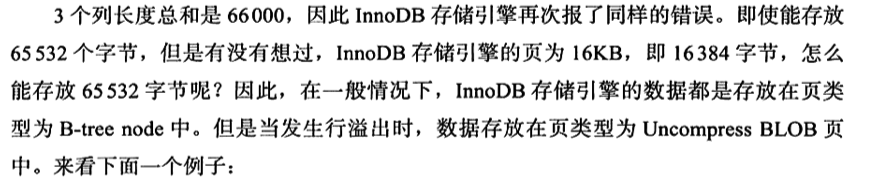 3 个列长度总和是 66000，因此 InnoDB 存储引擎再次报了同样的错误。即使能存放
65532 个字节，但是有没有想过，InnoDB 存储引擎的页为 16KB，即 16384 字节，怎么
能存放 65532 字节呢？因此，在一般情况下，InnoDB 存储引擎的数据都是存放在页类
型为 B-tree node 中。但是当发生行溢出时，数据存放在页类型为 Uncompress BLOB 页
中。来看下面一个例子：